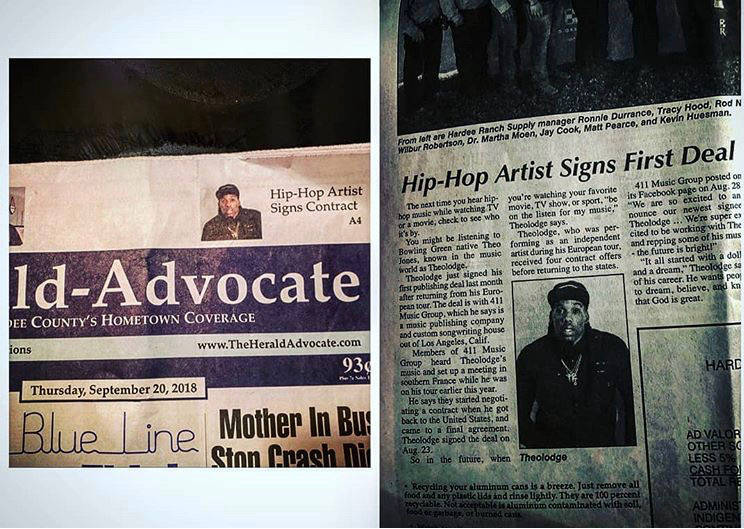 Hip-Hop Artist
Signs Contract
A4
ld-Advocate
DEE COUNTY'S HOMETOWN COVERAGE
ions
www.TheHeraldAdvocate.com
93¢
Thursday, September 20, 2018
Blue Line
Mother In Bus
Stop Crash Di
From left are Hardee Ranch Supply manager Ronnie Durrance, Tracy Hood, Rod N
Wilbur Robertson, Dr. Martha Moen, Jay Cook, Matt Pearce, and Kevin Huesman.
Hip-Hop Artist Signs First Deal
The next time you hear hip-
hop music while watching TV
or a movie, check to see who
it's by.
You might be listening to
Bowling Green native Theo
Jones, known in the music
world as Theolodge.
Theolodge just signed his
first publishing deal last month
after returning from his Euro-
pean tour. The deal is with 411
Music Group, which he says is
a music publishing company
and custom songwriting house
out of Los Angeles, Calif.
Members of 411 Music
Group heard Theolodge's
music and set up a meeting in
southern France while he was
on his tour earlier this year.
He says they started negoti-
ating a contract when he got
back to the United States, and
came to a final agreement.
Theolodge signed the deal on
Aug. 23.
So in the future, when
you're watching your favorite
movie, TV show, or sport, "be
on the listen for my music,"
Theolodge says.
Theolodge, who was per-
forming as an independent
artist during his European tour,
received four contract offers
before returning to the states.
Theolodge
411 Music Group posted on
its Facebook page on Aug. 28
"We are so excited to an
nounce our newest signee
Theolodge ... We're super ex
cited to be working with The
and repping some of his mus
- the future is bright!"
"It all started with a doll
and a dream," Theolodge sa
of his career. He wants peop
to dream, believe, and kn
that God is great.
• Recycling your aluminum cans is a breeze. Just remove all
food and any plastic lids and rinse lightly. They are 100 percent
recyclable. Not acceptable is aluminum contaminated with soil,
food or garbage, or burned cans.
HARD
AD VALOR
OTHER SO
LESS 5%
CASH FO
TOTAL RE
ADMINIS
INDIGEN